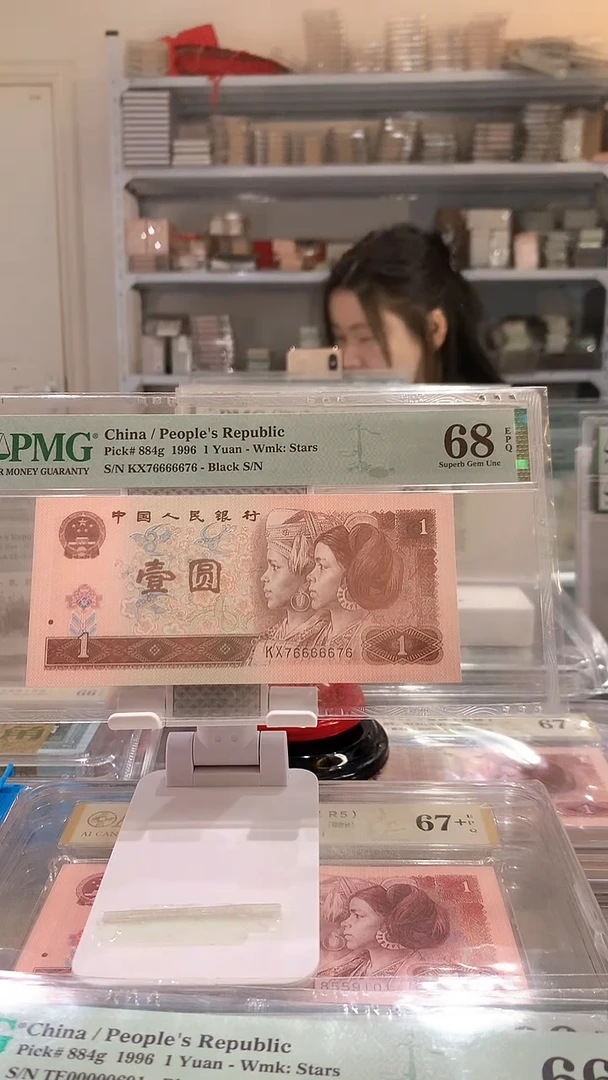 PMG®
R MONEY GUARANTY
China / People's Republic
Pick# 884g 1996 1 Yuan - Wmk: Stars
S/N KX76666676 - Black S/N
68
EPQ
Superb Gem Unc
中国人民银行
1
壹圆
1
KX76666676
1
67
R5)
67+
1
855910
China / People's Republic
Pick# 884g 1996 1 Yuan - Wmk: Stars